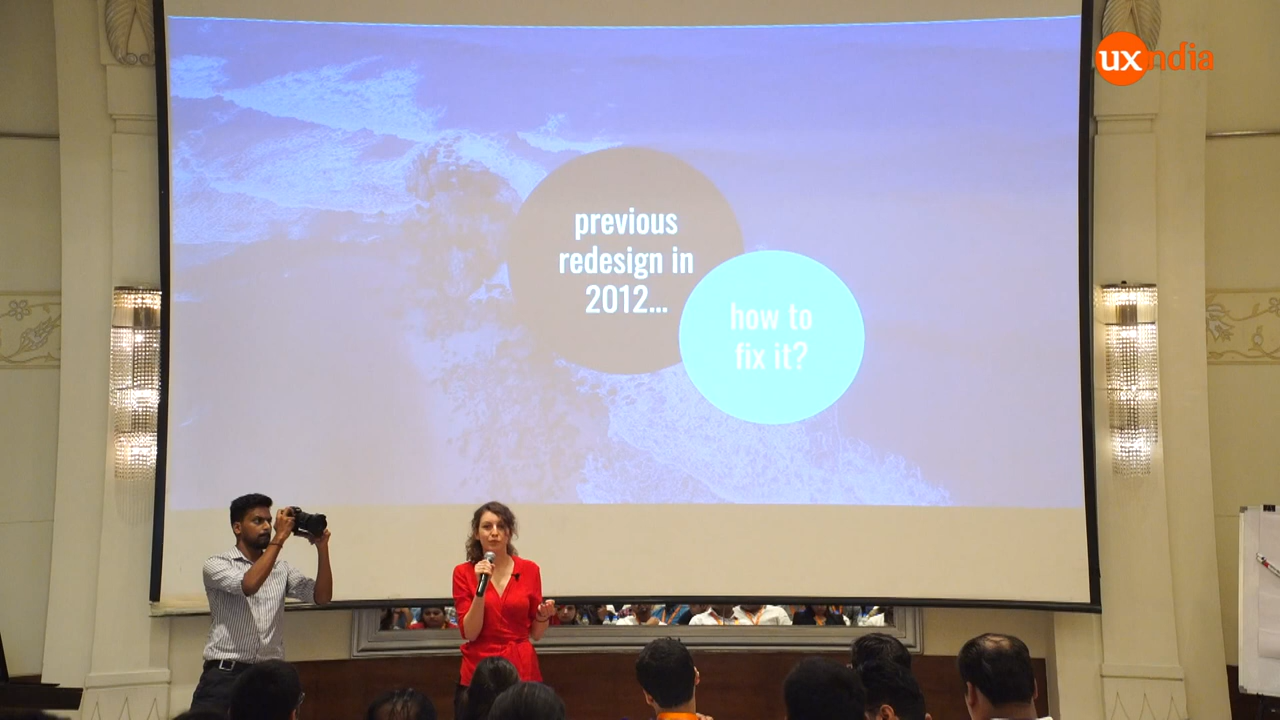 previous
redesign in
2012...
how to
fix it?
uxindia